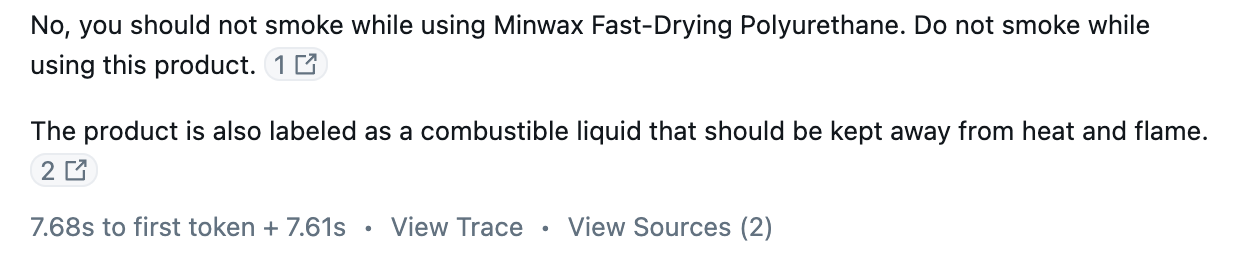 No, you should not smoke while using Minwax Fast-Drying Polyurethane. Do not smoke while
using this product. 1
The product is also labeled as a combustible liquid that should be kept away from heat and flame.
2
7.68s to first token + 7.61s • View Trace • View Sources (2)